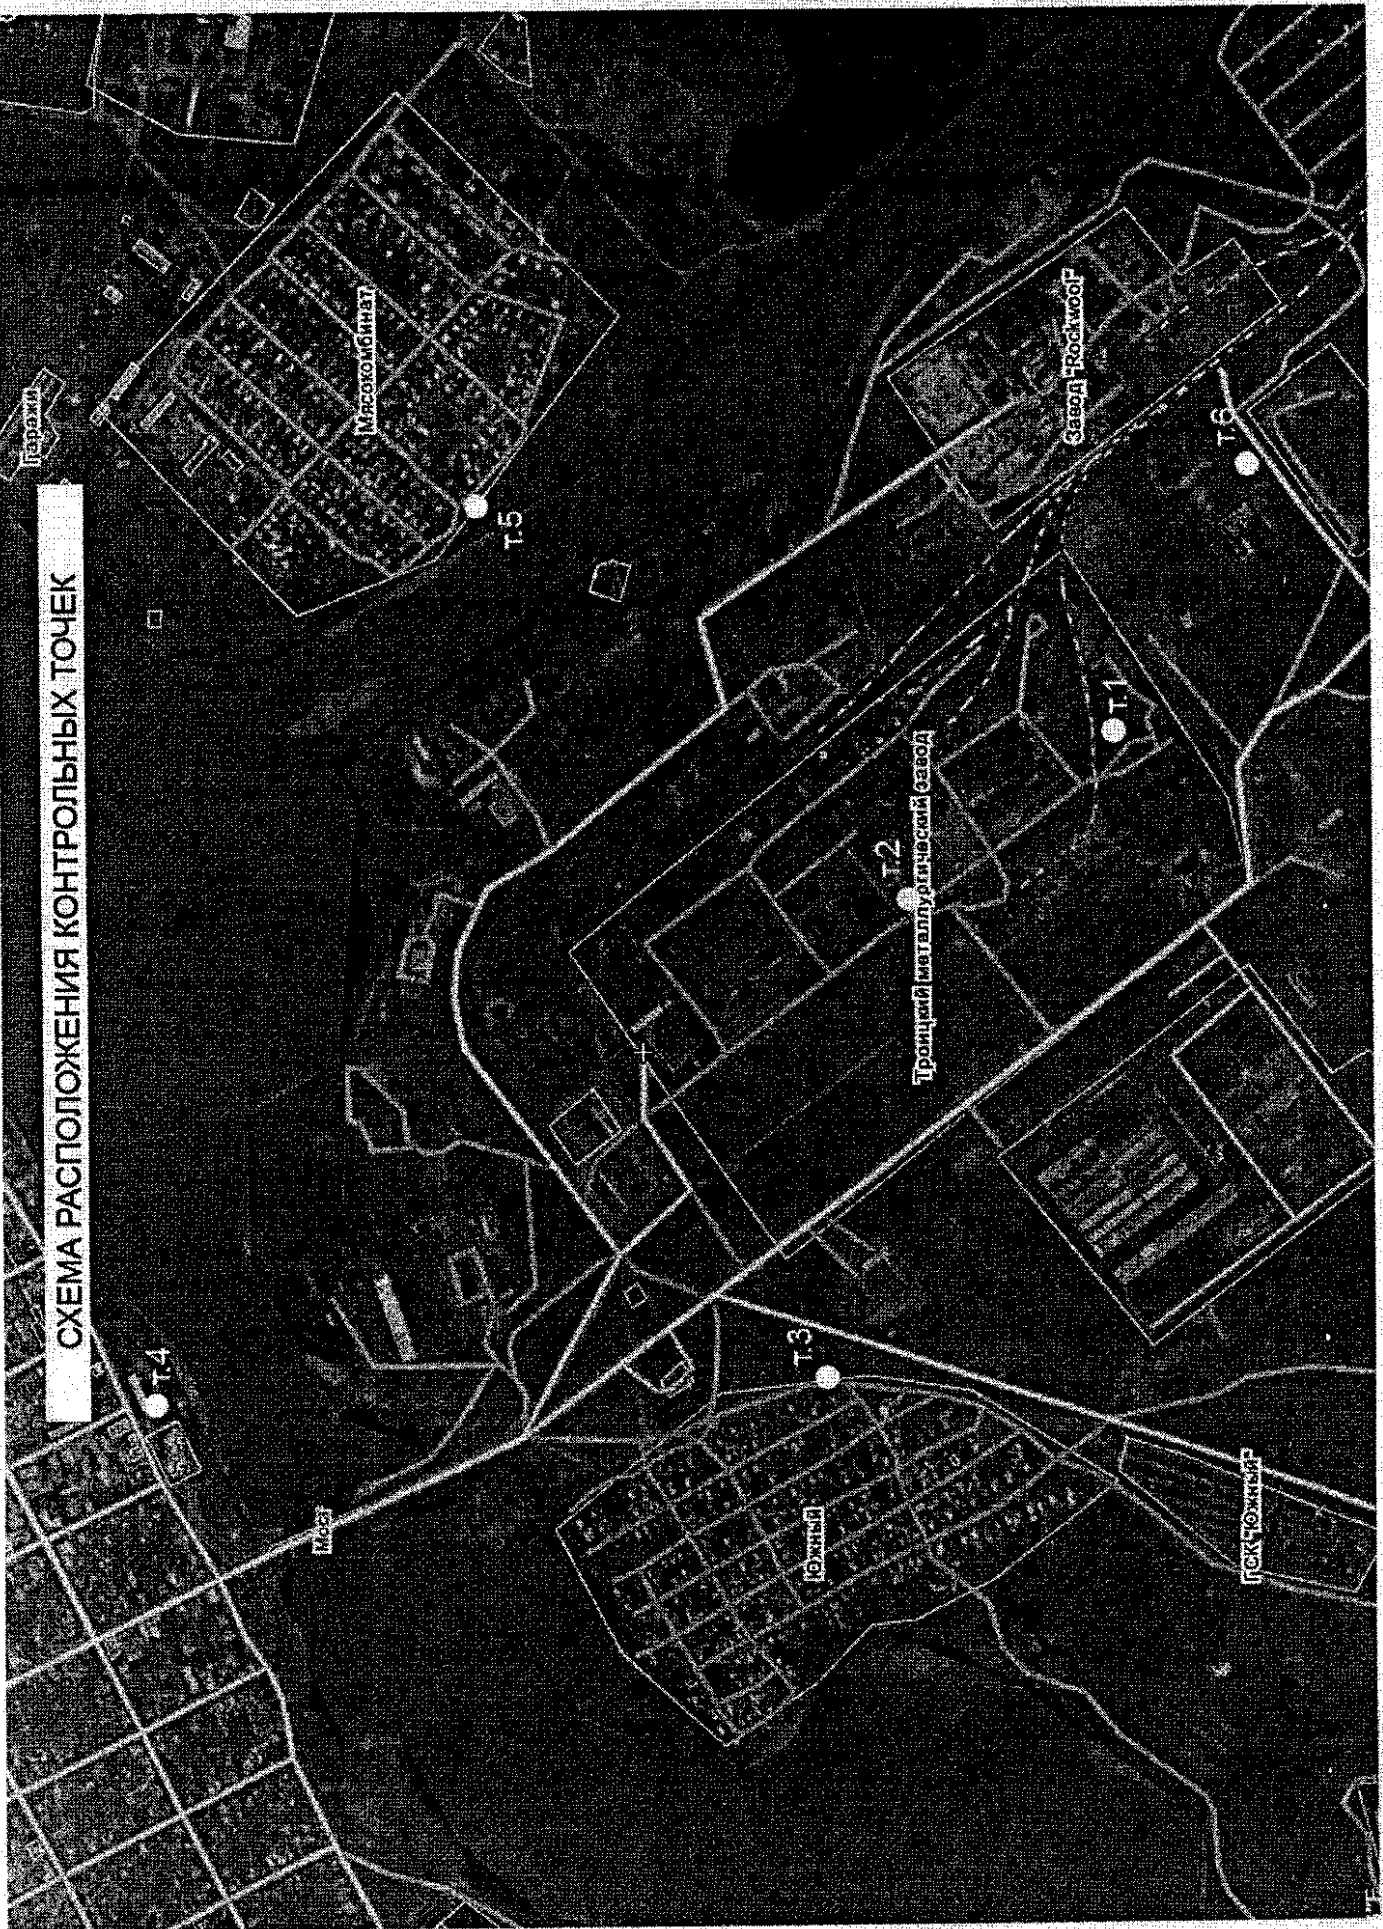 СХЕМА РАСПОЛОЖЕНИЯ КОНТРОЛЬНЫХ ТОЧЕК
Гаражи
т.4
Мост
Мясокомбинат
т.5
т.3
Южный
т.2
Троицкий металлургический завод
Завод "Rockwool"
т.1
т.6
ГСК "Южный"